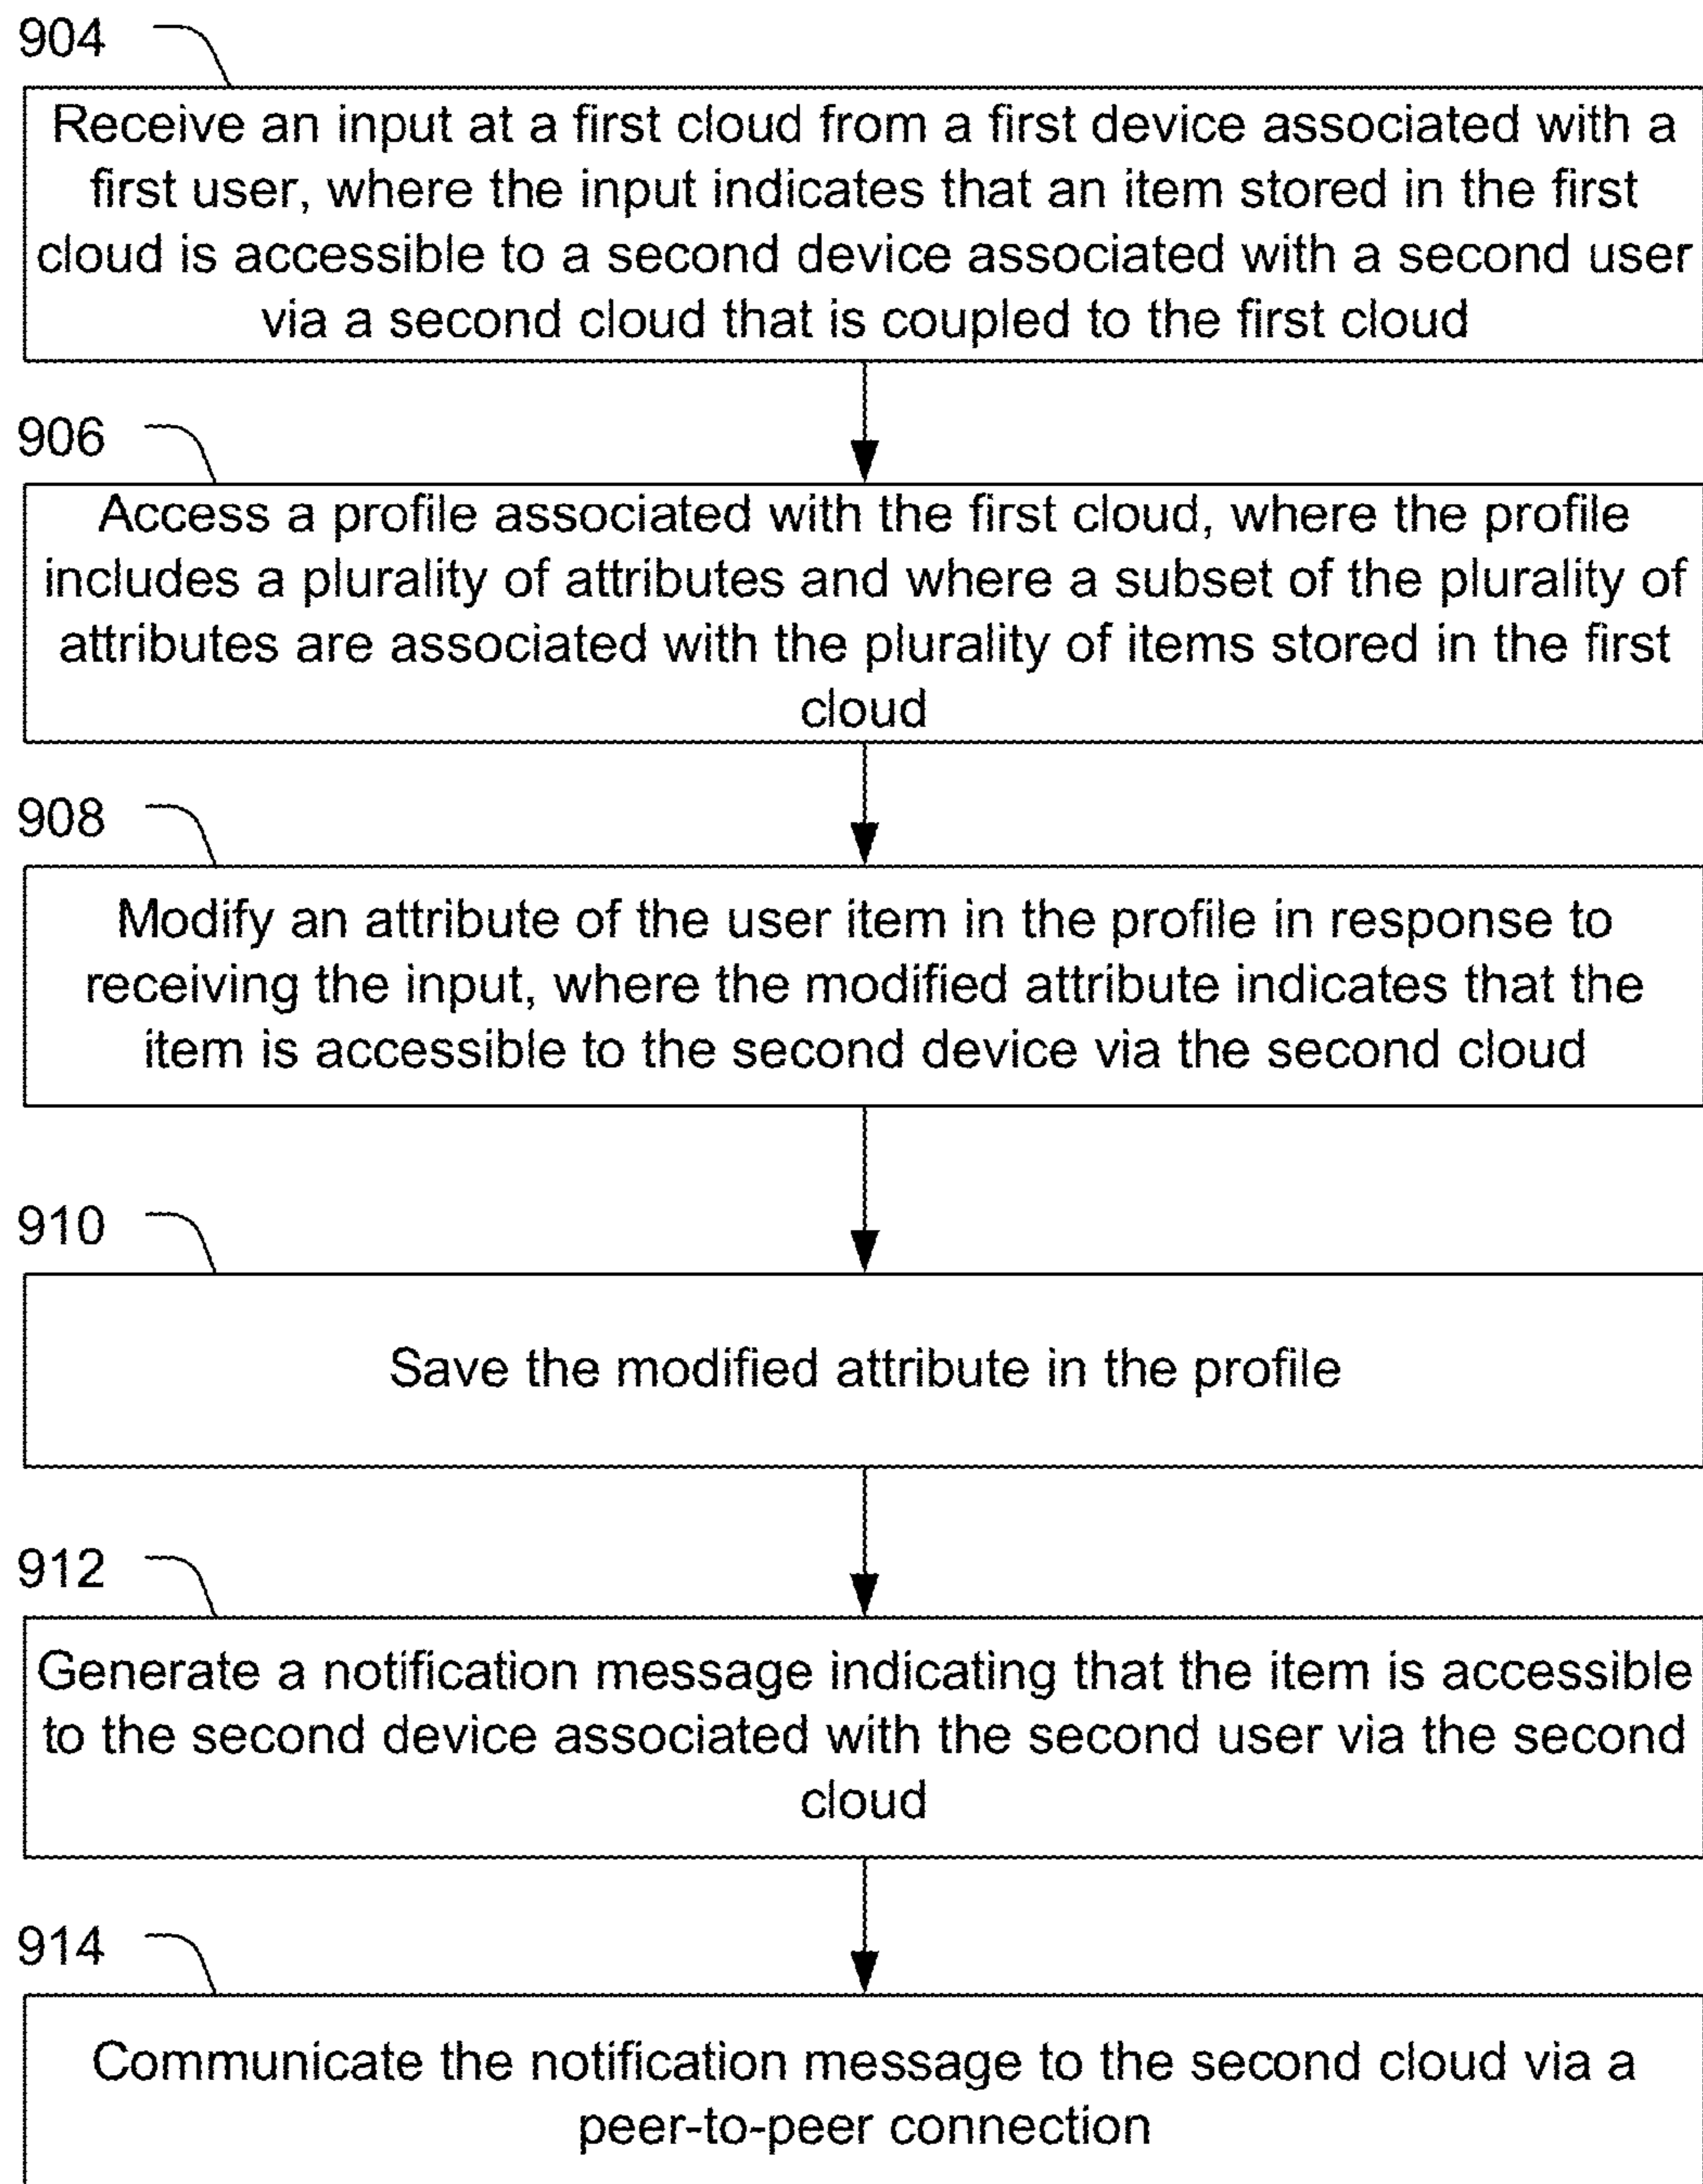 904
Receive an input at a first cloud from a first device associated with a
first user, where the input indicates that an item stored in the first
cloud is accessible to a second device associated with a second user
via a second cloud that is coupled to the first cloud
906
Access a profile associated with the first cloud, where the profile
includes a plurality of attributes and where a subset of the plurality of
attributes are associated with the plurality of items stored in the first
cloud
908
Modify an attribute of the user item in the profile in response to
receiving the input, where the modified attribute indicates that the
item is accessible to the second device via the second cloud
910
Save the modified attribute in the profile
912
Generate a notification message indicating that the item is accessible
to the second device associated with the second user via the second
cloud
914
Communicate the notification message to the second cloud via a
peer-to-peer connection